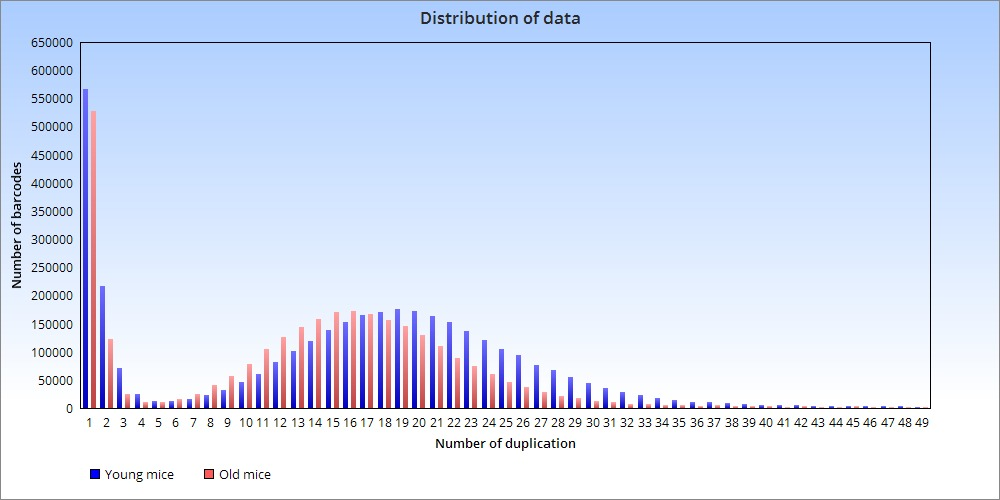 Distribution of data
650000
600000
550000
500000
450000
400000
350000
300000
250000
200000
150000
100000
50000
0
Number of barcodes
1 2 3 4 5 6 7 8 9 10 11 12 13 14 15 16 17 18 19 20 21 22 23 24 25 26 27 28 29 30 31 32 33 34 35 36 37 38 39 40 41 42 43 44 45 46 47 48 49
Number of duplication
Young mice Old mice